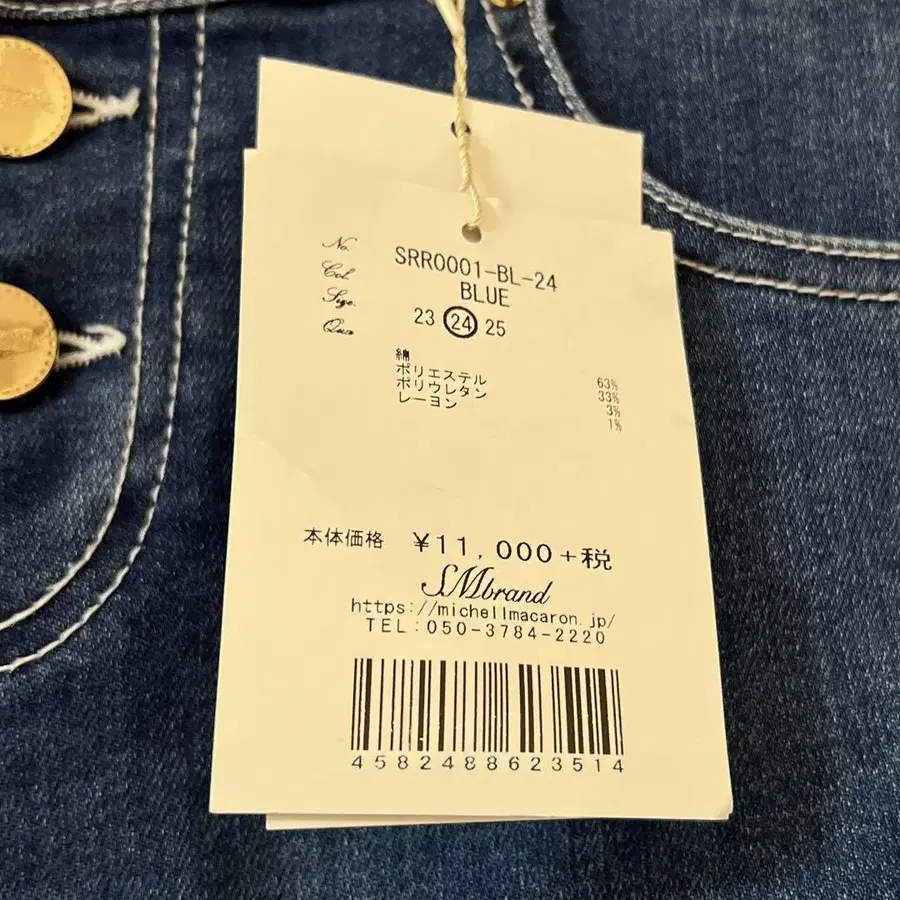 No. SRR0001-BL-24
Col. BLUE
Size. 23 24 25
Qua
綿 63%
ポリエステル 33%
ポリウレタン 3%
レーヨン 1%
本体価格 ¥11,000+税
SMbrand
https://michellmacaron.jp/
TEL:050-3784-2220
4582488623514